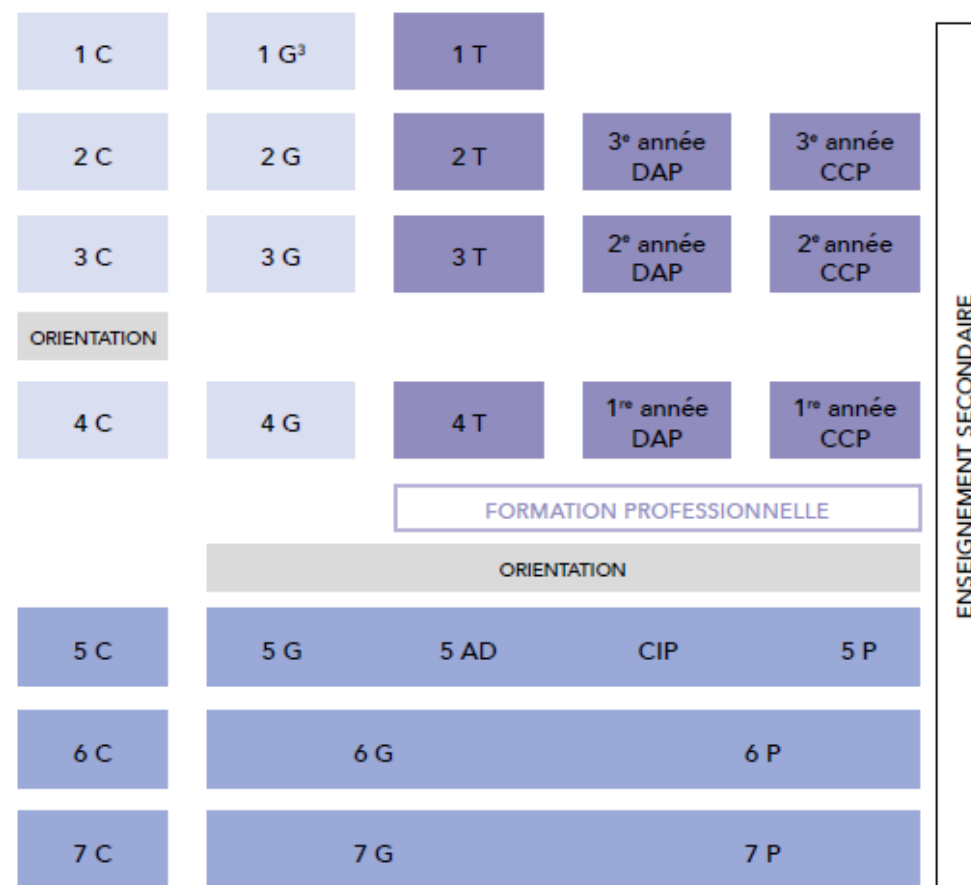 1 C
1 G³
1 T
2 C
2 G
2 T
3ᵉ année
DAP
3ᵉ année
CCP
3 C
3 G
3 T
2ᵉ année
DAP
2ᵉ année
CCP
ORIENTATION
4 C
4 G
4 T
1ʳᵉ année
DAP
1ʳᵉ année
CCP
FORMATION PROFESSIONNELLE
ORIENTATION
5 C
5 G
5 AD
CIP
5 P
6 C
6 G
6 P
7 C
7 G
7 P
ENSEIGNEMENT SECONDAIRE